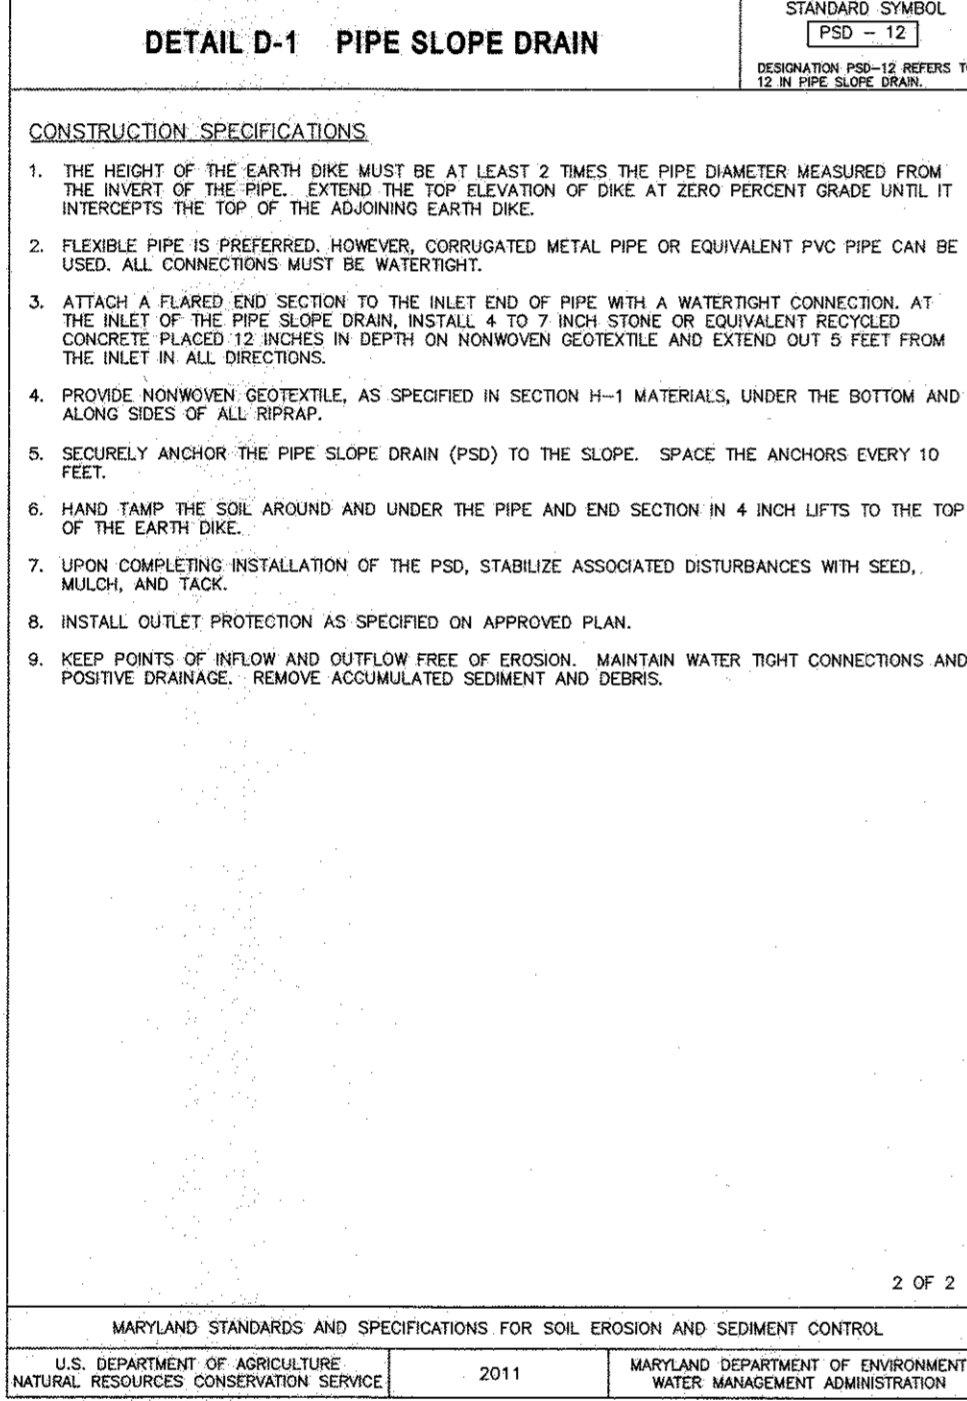 DETAIL D-1 PIPE SLOPE DRAIN
STANDARD SYMBOL
PSD - 12
DESIGNATION PSD-12 REFERS
12 IN PIPE SLOPE DRAIN.
CONSTRUCTION SPECIFICATIONS
1. THE HEIGHT OF THE EARTH DIKE MUST BE AT LEAST 2 TIMES THE PIPE DIAMETER MEASURED FROM
THE INVERT OF THE PIPE. EXTEND THE TOP ELEVATION OF DIKE AT ZERO PERCENT GRADE UNTIL IT
INTERCEPTS THE TOP OF THE ADJOINING EARTH DIKE.
2. FLEXIBLE PIPE IS PREFERRED. HOWEVER, CORRUGATED METAL PIPE OR EQUIVALENT PVC PIPE CAN BE
USED. ALL CONNECTIONS MUST BE WATERTIGHT.
3. ATTACH A FLARED END SECTION TO THE INLET END OF PIPE WITH A WATERTIGHT CONNECTION. AT
THE INLET OF THE PIPE SLOPE DRAIN, INSTALL 4 TO 7 INCH STONE OR EQUIVALENT RECYCLED
CONCRETE PLACED 12 INCHES IN DEPTH ON NONWOVEN GEOTEXTILE AND EXTEND OUT 5 FEET FROM
THE INLET IN ALL DIRECTIONS.
4. PROVIDE NONWOVEN GEOTEXTILE, AS SPECIFIED IN SECTION H-1 MATERIALS, UNDER THE BOTTOM AND
ALONG SIDES OF ALL RIPRAP.
5. SECURELY ANCHOR THE PIPE SLOPE DRAIN (PSD) TO THE SLOPE. SPACE THE ANCHORS EVERY 10
FEET.
6. HAND TAMP THE SOIL AROUND AND UNDER THE PIPE AND END SECTION IN 4 INCH LIFTS TO THE TOP
OF THE EARTH DIKE.
7. UPON COMPLETING INSTALLATION OF THE PSD, STABILIZE ASSOCIATED DISTURBANCES WITH SEED,
MULCH, AND TACK.
8. INSTALL OUTLET PROTECTION AS SPECIFIED ON APPROVED PLAN.
9. KEEP POINTS OF INFLOW AND OUTFLOW FREE OF EROSION. MAINTAIN WATER TIGHT CONNECTIONS AND
POSITIVE DRAINAGE. REMOVE ACCUMULATED SEDIMENT AND DEBRIS.
2 OF 2
MARYLAND STANDARDS AND SPECIFICATIONS FOR SOIL EROSION AND SEDIMENT CONTROL
U.S. DEPARTMENT OF AGRICULTURE
NATURAL RESOURCES CONSERVATION SERVICE
2011
MARYLAND DEPARTMENT OF ENVIRONMENT
WATER MANAGEMENT ADMINISTRATION